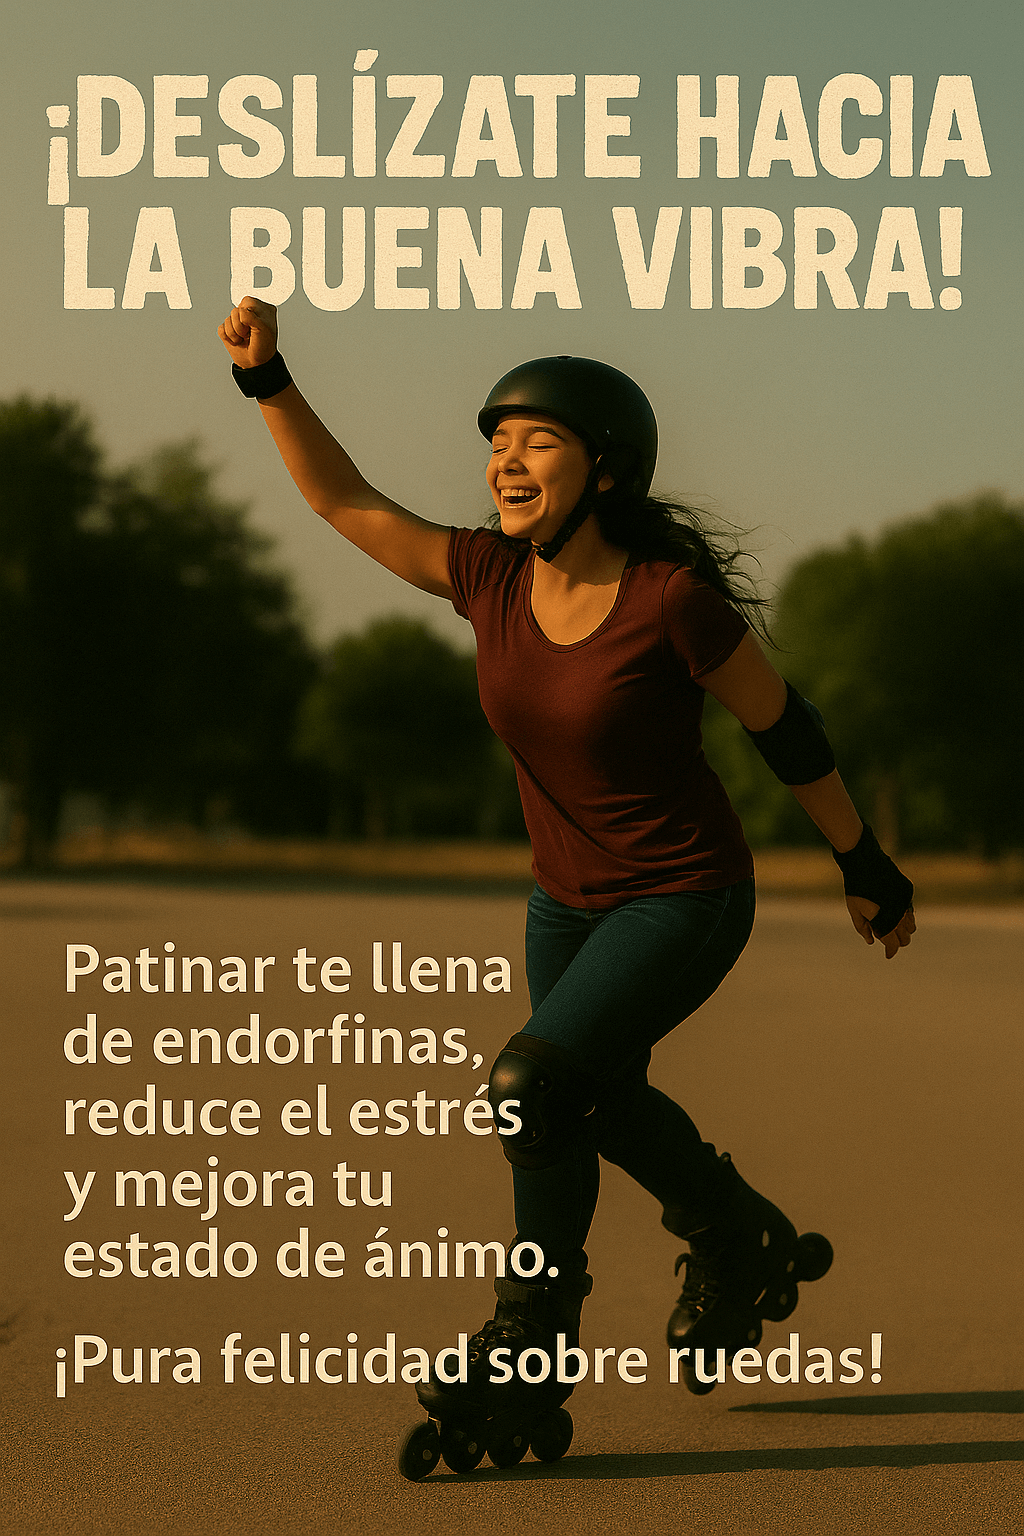 ¡DESLÍZATE HACIA
LA BUENA VIBRA!
Patinar te llena
de endorfinas,
reduce el estrés
y mejora tu
estado de ánimo.
¡Pura felicidad sobre ruedas!